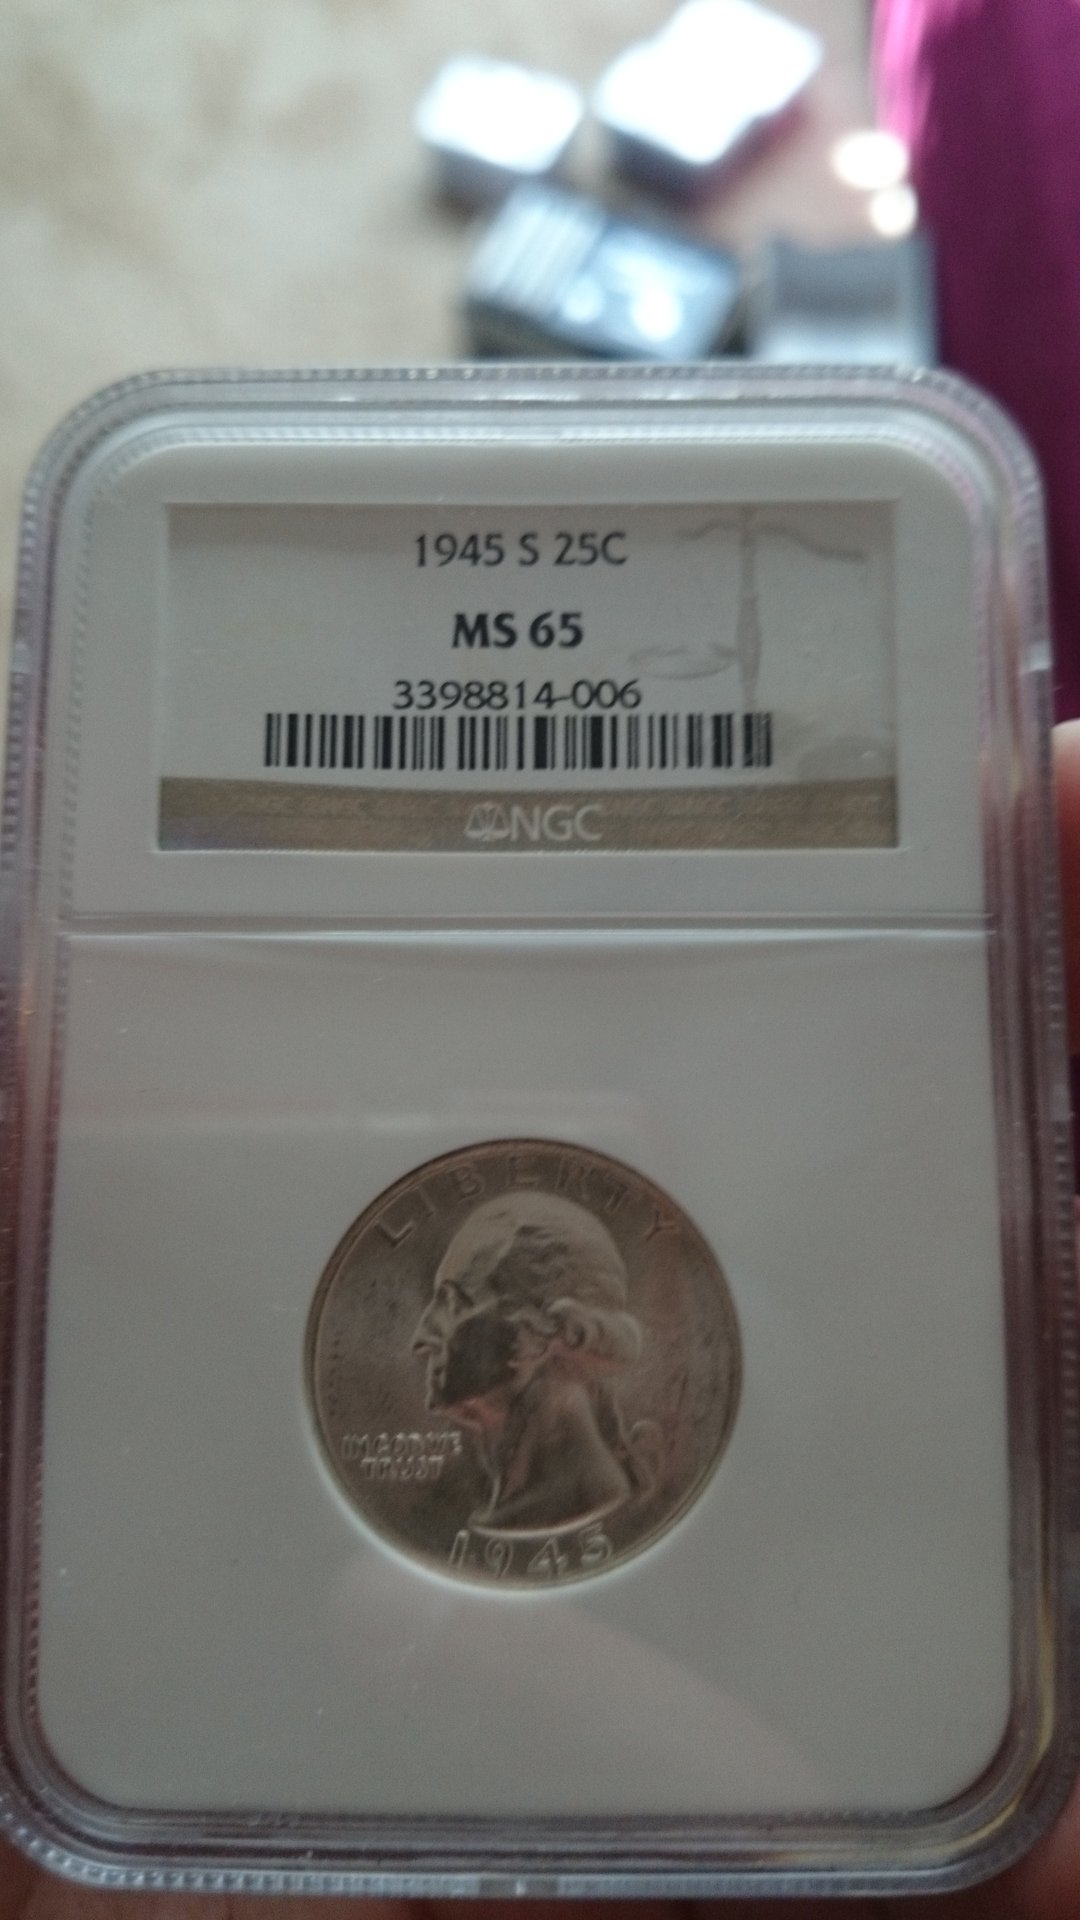 1945 S 25C
MS 65
3398814-006
NGC
LIBERTY
IN GOD WE
TRUST
1945